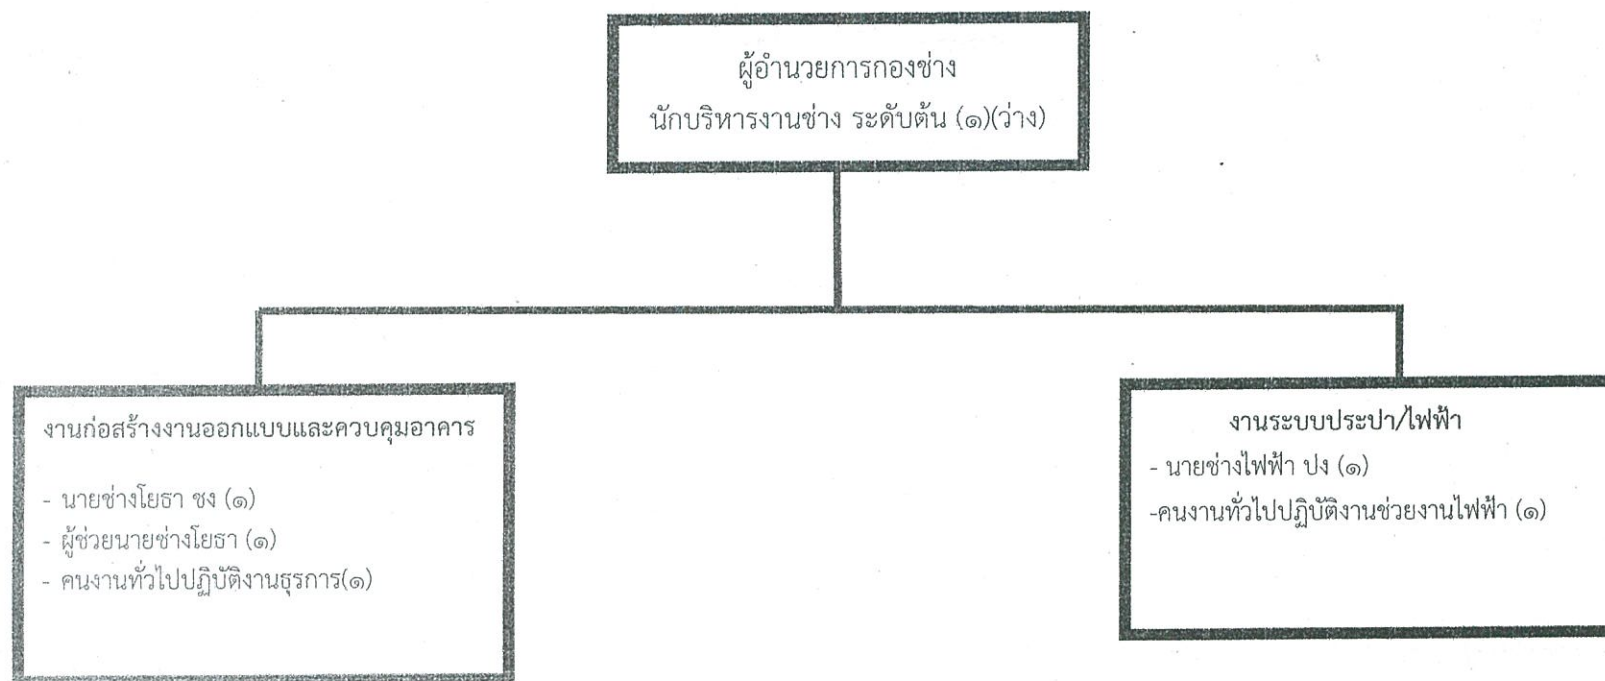 ผู้อำนวยการกองช่าง
นักบริหารงานช่าง ระดับต้น (๑)(ว่าง)
งานก่อสร้างงานออกแบบและควบคุมอาคาร
- นายช่างโยธา ชง (๑)
- ผู้ช่วยนายช่างโยธา (๑)
- คนงานทั่วไปปฏิบัติงานธุรการ(๑)
งานระบบประปา/ไฟฟ้า
- นายช่างไฟฟ้า ปง (๑)
-คนงานทั่วไปปฏิบัติงานช่วยงานไฟฟ้า (๑)